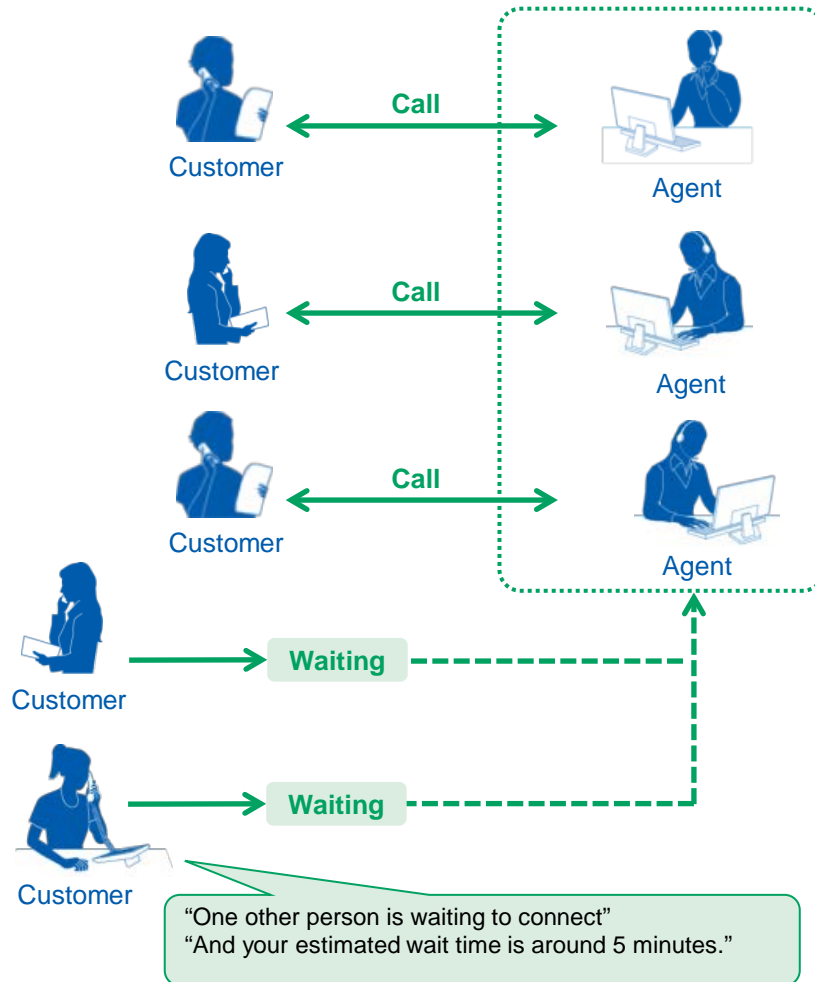 Call
Customer
Agent
Call
Customer
Agent
Call
Customer
Agent
Waiting
Customer
Waiting
Customer
“One other person is waiting to connect”
“And your estimated wait time is around 5 minutes.”